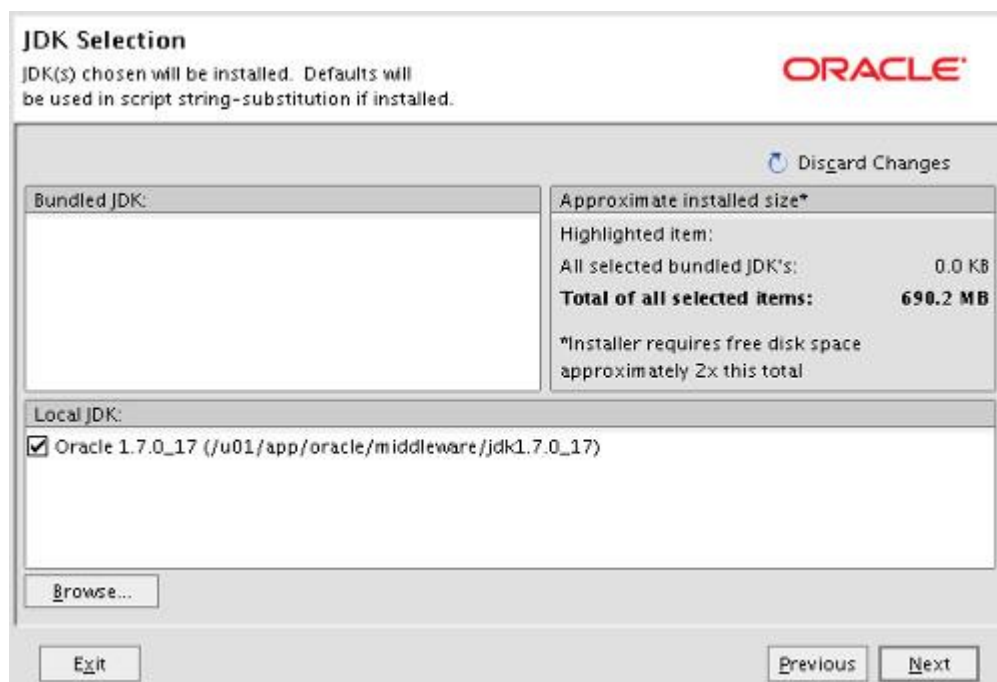 JDK Selection
JDK(s) chosen will be installed. Defaults will
be used in script string-substitution if installed.
ORACLE
Discard Changes
Bundled JDK:
Approximate installed size*
Highlighted item:
All selected bundled JDK's: 0.0 KB
Total of all selected items: 690.2 MB
*Installer requires free disk space
approximately 2x this total
Local JDK:
Oracle 1.7.0_17 (/u01/app/oracle/middleware/jdk1.7.0_17)
Browse...
Exit
Previous
Next